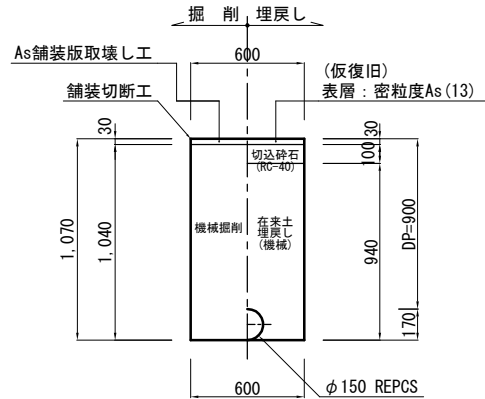 掘 削 埋戻し
As舗装版取壊し工
600
(仮復旧)
舗装切断工
表層：密粒度As(13)
30
30
切込砕石
(RC-40)
100
機械掘削
在来土
埋戻し
(機械)
1,070
1,040
940
DP=900
170
600
φ150 REPCS